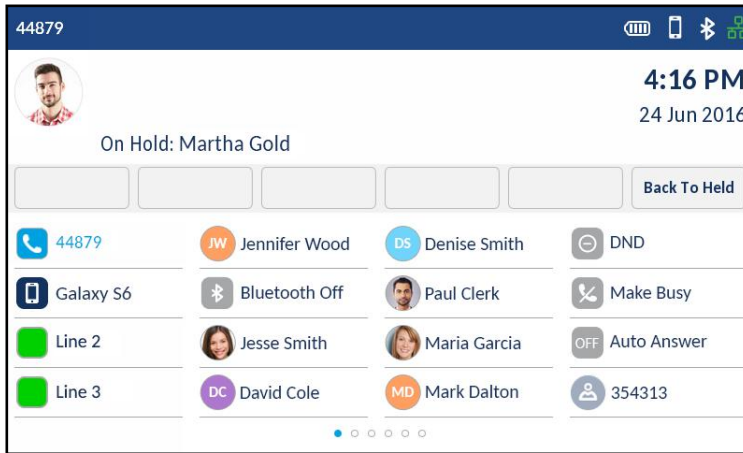 44879
4:16 PM
24 Jun 2016
On Hold: Martha Gold
Back To Held
44879
JW Jennifer Wood
DS Denise Smith
DND
Galaxy S6
Bluetooth Off
Paul Clerk
Make Busy
Line 2
Jesse Smith
Maria Garcia
OFF Auto Answer
Line 3
DC David Cole
MD Mark Dalton
354313